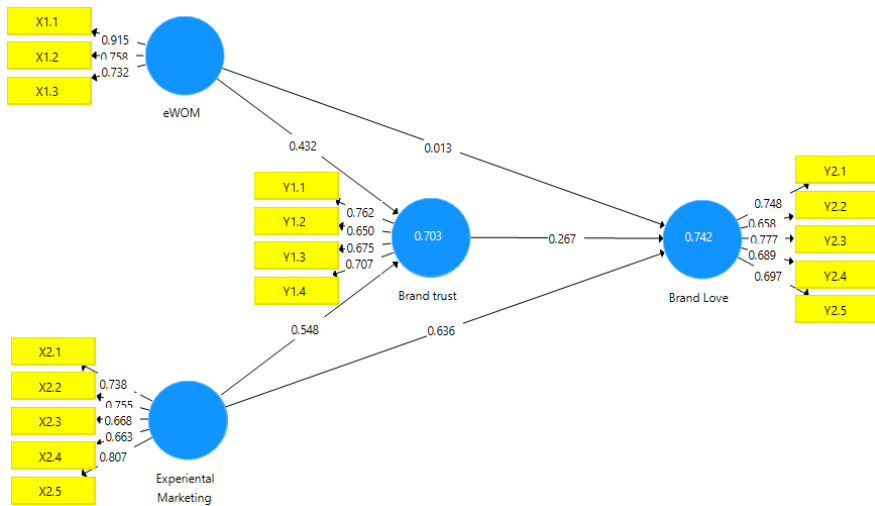 X1.1
0.915
X1.2
0.758
X1.3
0.732
eWOM
0.432
0.013
Y1.1
0.762
Y1.2
0.650
Y1.3
0.675
Y1.4
0.707
0.703
Brand trust
0.267
Y2.1
0.748
Y2.2
0.658
Y2.3
0.777
Y2.4
0.689
Y2.5
0.697
0.742
Brand Love
0.548
0.636
X2.1
0.738
X2.2
0.755
X2.3
0.668
X2.4
0.663
X2.5
0.807
Experiental
Marketing